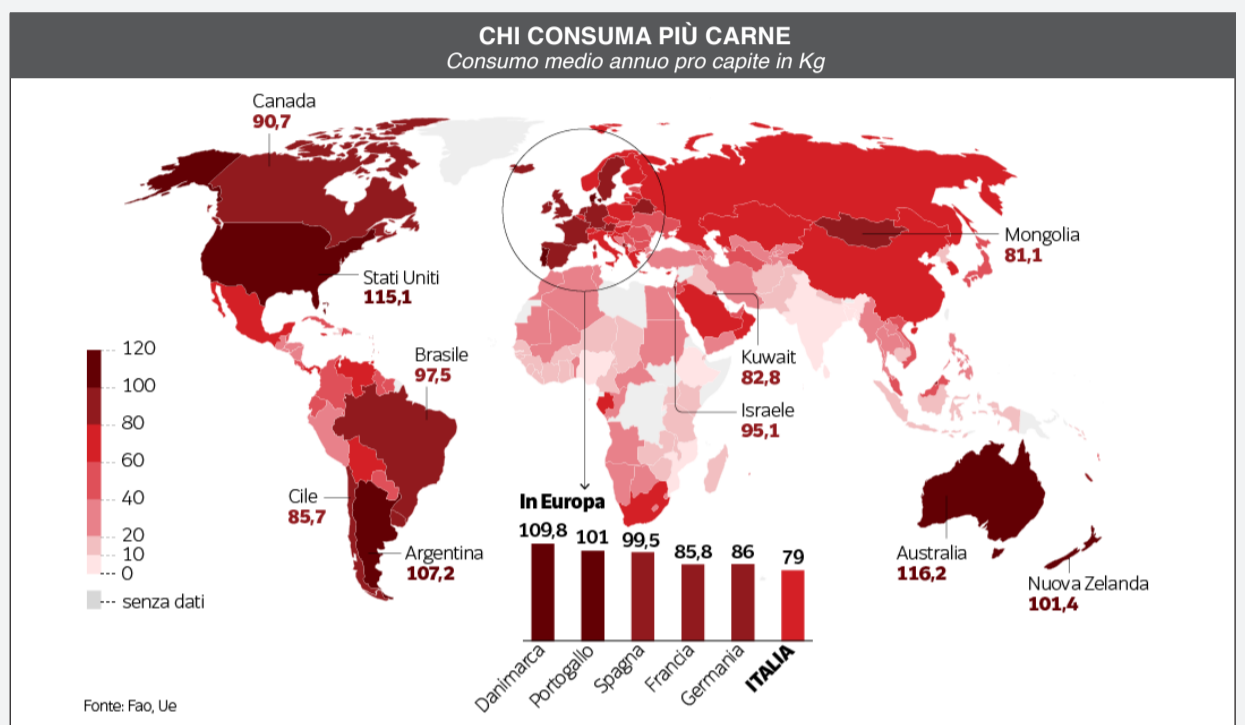 CHI CONSUMA PIÙ CARNE
Consumo medio annuo pro capite in Kg
Canada
90,7
Stati Uniti
115,1
Mongolia
81,1
Kuwait
82,8
Israele
95,1
Brasile
97,5
Cile
85,7
Argentina
107,2
Australia
116,2
Nuova Zelanda
101,4
120
100
80
60
40
20
10
0
senza dati
In Europa
109,8
101
99,5
85,8
86
79
Danimarca
Portogallo
Spagna
Francia
Germania
ITALIA
Fonte: Fao, Ue